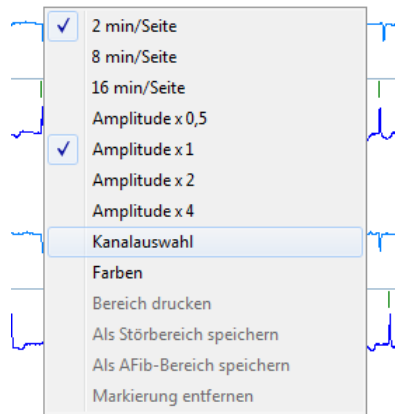 2 min/Seite
8 min/Seite
16 min/Seite
Amplitude x 0,5
Amplitude x 1
Amplitude x 2
Amplitude x 4
Kanalauswahl
Farben
Bereich drucken
Als Störbereich speichern
Als AFib-Bereich speichern
Markierung entfernen